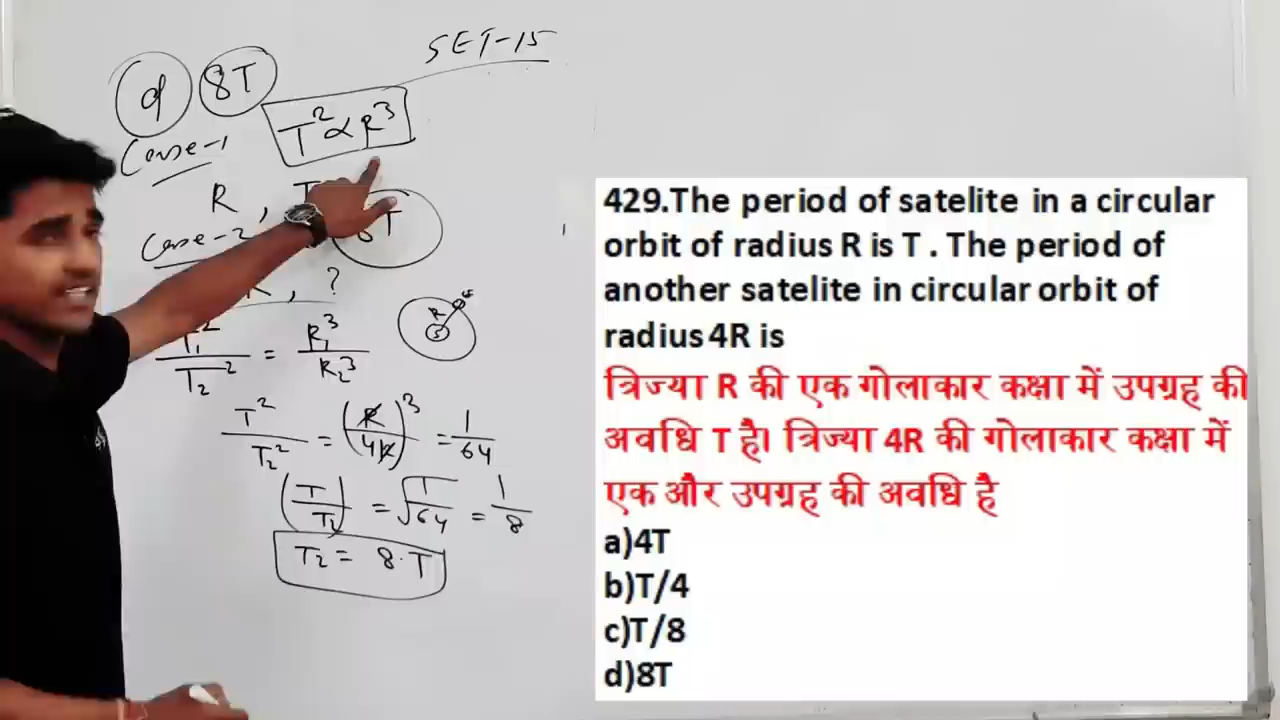 SET-15
d 8T
T² ∝ R³
Case-1
R, T
Case-2 8T
R, ?
T₁²/T₂² = R₁³/R₂³
T²/T₂² = (R/4R)³ = 1/64
(T/T₂) = √1/64 = 1/8
T₂ = 8·T
R
S
429.The period of satelite in a circular
orbit of radius R is T . The period of
another satelite in circular orbit of
radius 4R is
त्रिज्या R की एक गोलाकार कक्षा में उपग्रह की
अवधि T है। त्रिज्या 4R की गोलाकार कक्षा में
एक और उपग्रह की अवधि है
a)4T
b)T/4
c)T/8
d)8T